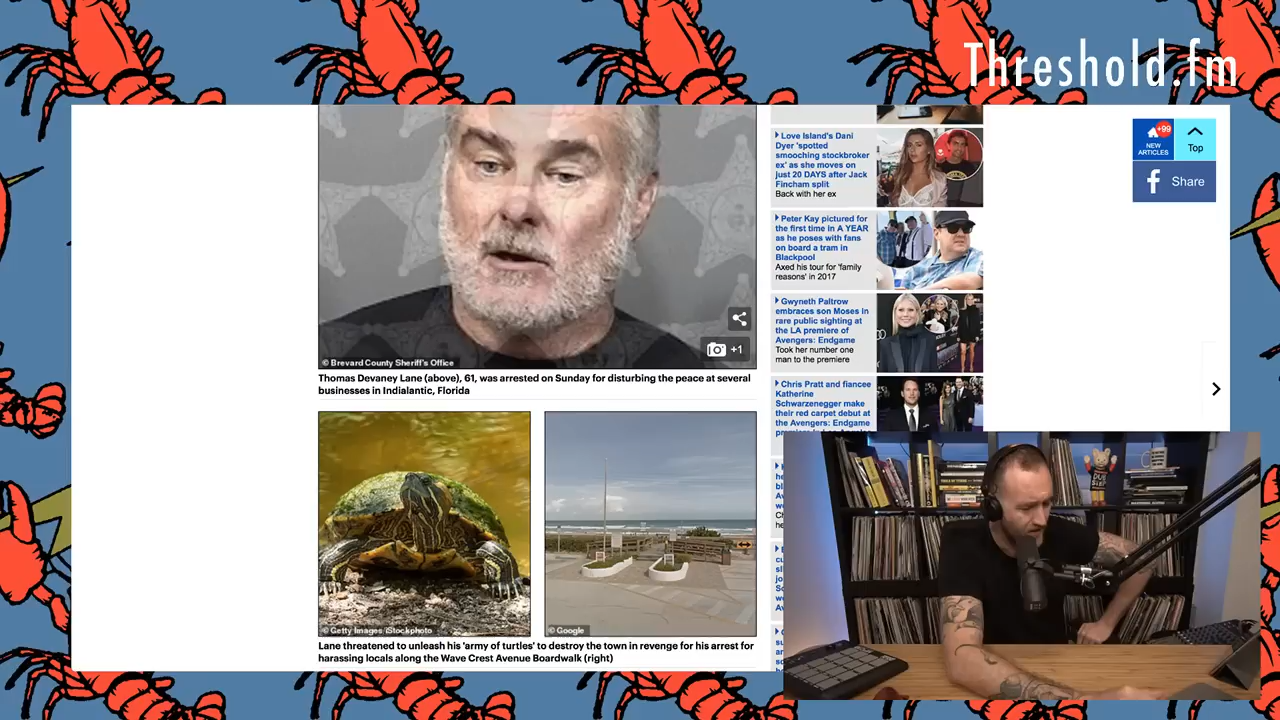 Threshold.fm
Love Island's Dani
Dyer 'spotted
smooching stockbroker
ex' as she moves on
just 20 DAYS after Jack
Fincham split
Back with her ex
+99
NEW
ARTICLES
Top
Share
Peter Kay pictured for
the first time in A YEAR
as he poses with fans
on board a tram in
Blackpool
Axed his tour for 'family
reasons' in 2017
Gwyneth Paltrow
embraces son Moses in
rare public sighting at
the LA premiere of
Avengers: Endgame
Took her number one
man to the premiere
+1
© Brevard County Sheriff's Office
Thomas Devaney Lane (above), 61, was arrested on Sunday for disturbing the peace at several
businesses in Indialantic, Florida
Chris Pratt and fiancee
Katherine
Schwarzenegger make
their red carpet debut at
the Avengers: Endgame
© Getty Images/iStockphoto
© Google
Lane threatened to unleash his 'army of turtles' to destroy the town in revenge for his arrest for
harassing locals along the Wave Crest Avenue Boardwalk (right)